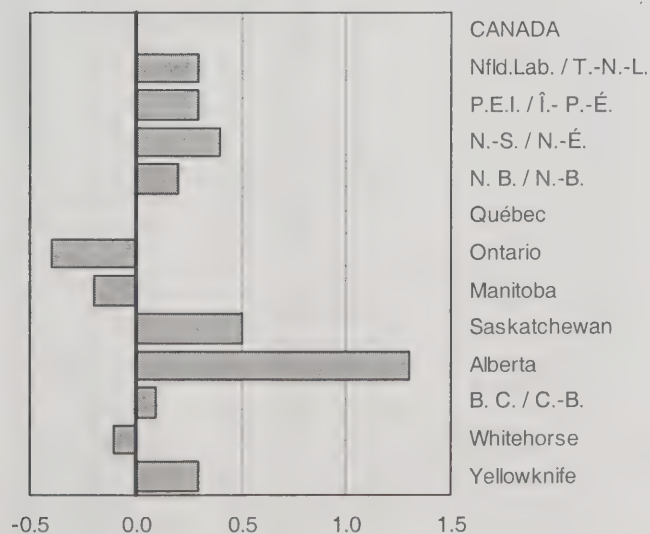 CANADA
Nfld.Lab. / T.-N.-L.
P.E.I. / Î.- P.-É.
N.-S. / N.-É.
N. B. / N.-B.
Québec
Ontario
Manitoba
Saskatchewan
Alberta
B. C. / C.-B.
Whitehorse
Yellowknife
-0.5 0.0 0.5 1.0 1.5